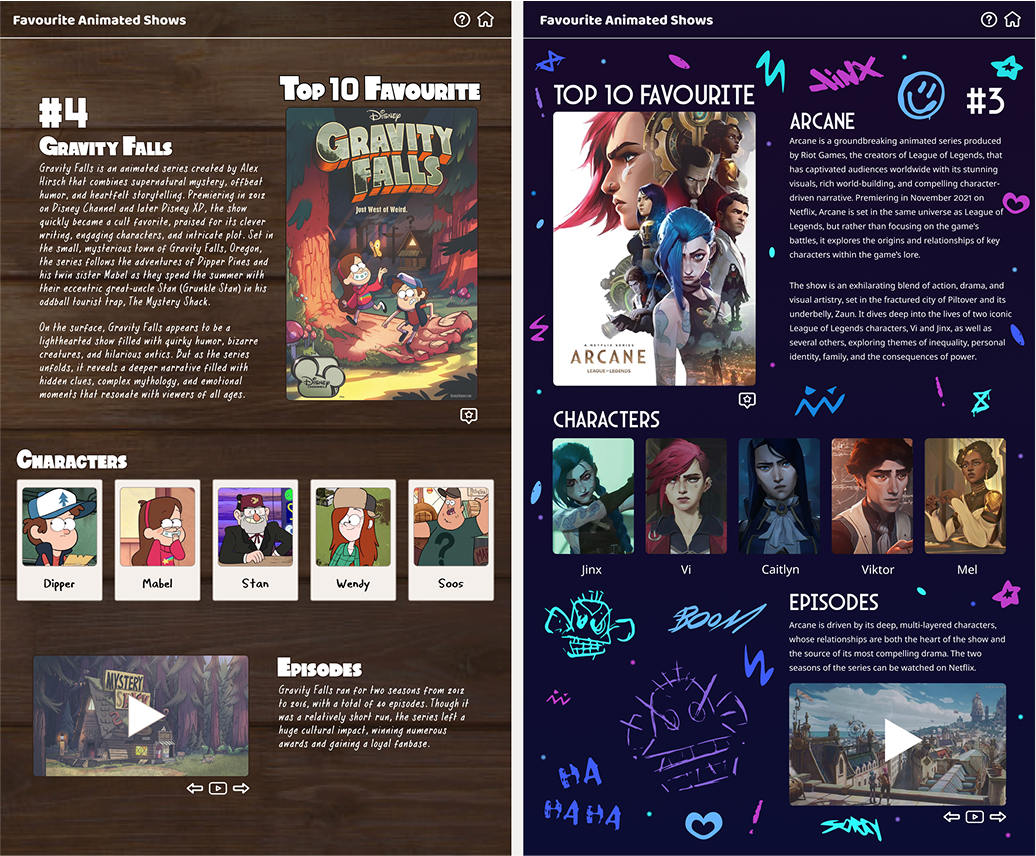 Favourite Animated Shows
Top 10 Favourite
#4
Gravity Falls
Gravity Falls is an animated series created by Alex
Hirsch that combines supernatural mystery, offbeat
humor, and heartfelt storytelling. Premiering in 2012
on Disney Channel and later Disney XD, the show
quickly became a cult favorite, praised for its clever
writing, engaging characters, and intricate plot. Set
in the small, mysterious town of Gravity Falls, Oregon,
the series follows the adventures of Dipper Pines and
his twin sister Mabel as they spend the summer with
their eccentric great-uncle Stan (Grunkle Stan) in his
oddball tourist trap, The Mystery Shack.
On the surface, Gravity Falls appears to be a
lighthearted show filled with quirky humor, bizarre
creatures, and hilarious antics. But as the series
unfolds, it reveals a deeper narrative filled with
hidden clues, complex mythology, and emotional
moments that resonate with viewers of all ages.
Disney
GRAVITY
FALLS
Just West of Weird.
Disney
CHANNEL
Characters
Dipper
Mabel
Stan
Wendy
Soos
MYSTERY
Episodes
Gravity Falls ran for two seasons from 2012
to 2016, with a total of 40 episodes. Though
it was a relatively short run, the series left a
huge cultural impact, winning numerous
awards and gaining a loyal fanbase.
Favourite Animated Shows
JINX
TOP 10 FAVOURITE
#3
ARCANE
Arcane is a groundbreaking animated series produced
by Riot Games, the creators of League of Legends, that
has captivated audiences worldwide with its stunning
visuals, rich world-building, and compelling character-
driven narrative. Premiering in November 2021 on
Netflix, Arcane is set in the same universe as League of
Legends, but rather than focusing on the game's
battles, it explores the origins and relationships of key
characters within the game's lore.
The show is an exhilarating blend of action, drama, and
visual artistry, set in the fractured city of Piltover and its
underbelly, Zaun. It dives deep into the lives of two iconic
League of Legends characters, Vi and Jinx, as well as
several others, exploring themes of inequality, personal
identity, family, and the consequences of power.
A NETFLIX SERIES
ARCANE
LEAGUE OF LEGENDS
CHARACTERS
Jinx
Vi
Caitlyn
Viktor
Mel
BOOM
EPISODES
Arcane is driven by its deep, multi-layered characters,
whose relationships are both the heart of the show and
the source of its most compelling drama. The two
seasons of the series can be watched on Netflix.
HA
HA HA
SORRY